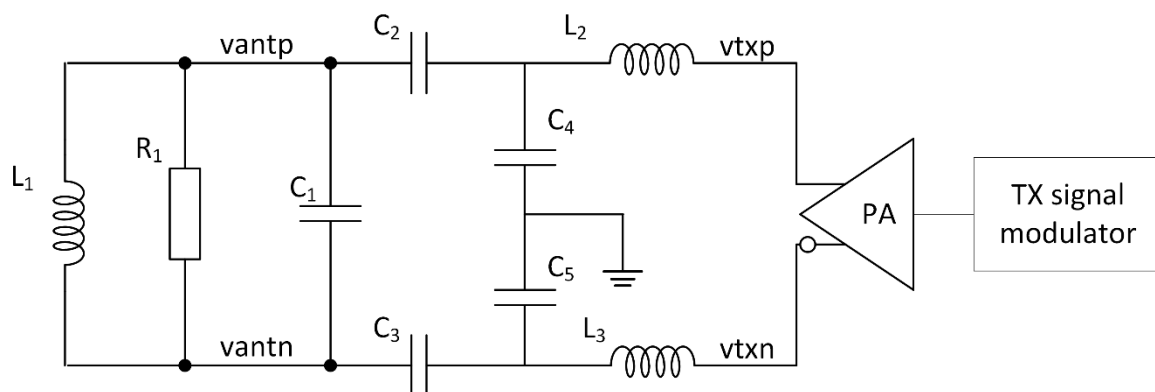 C₂
L₂
vantp
vtxp
C₄
R₁
L₁
C₁
PA
TX signal
modulator
C₅
C₃
L₃
vantn
vtxn